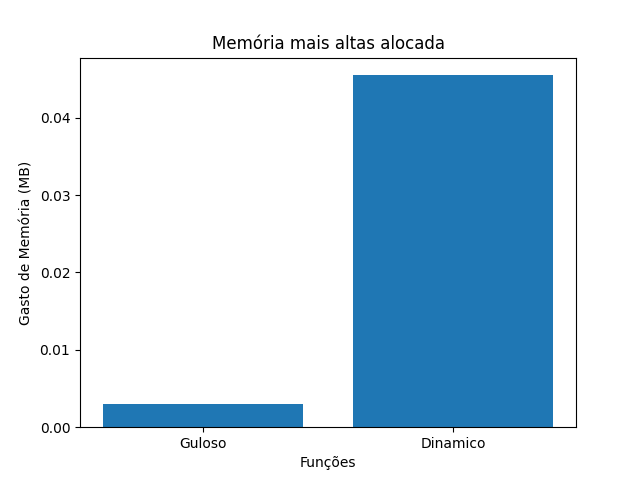 Memória mais altas alocada
Gasto de Memória (MB)
0.04
0.03
0.02
0.01
0.00
Guloso
Dinamico
Funções